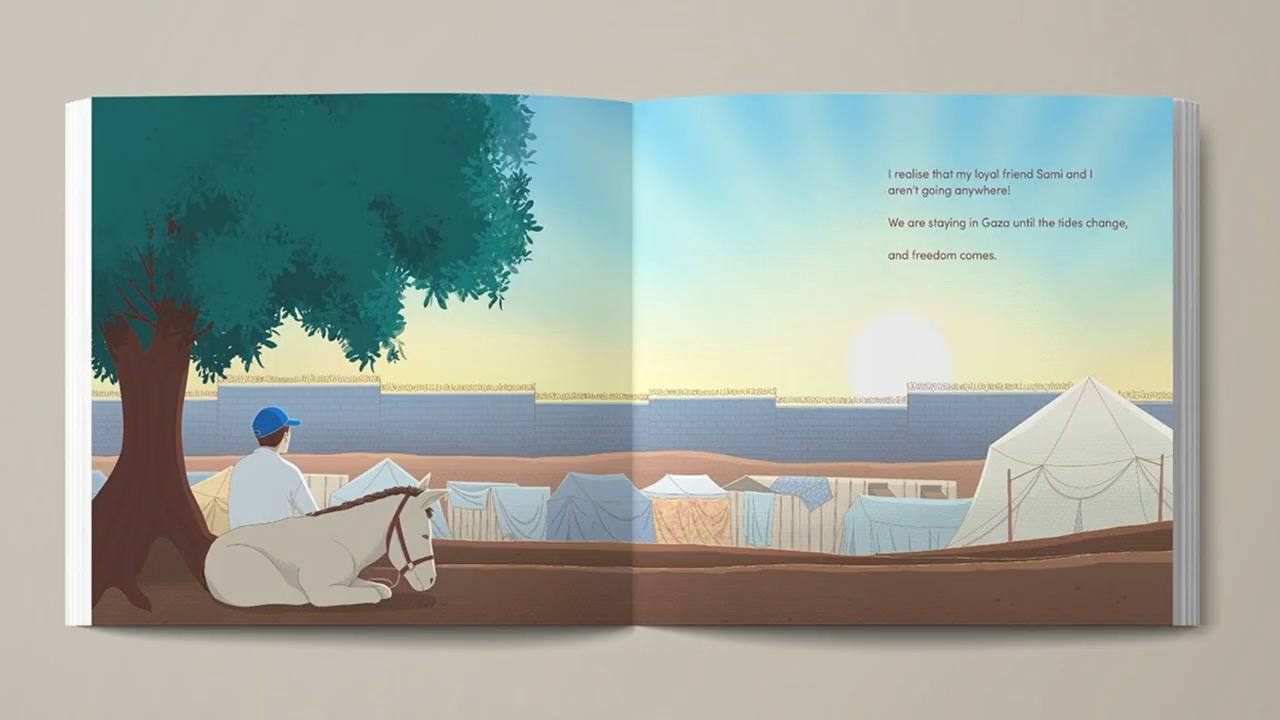 I realise that my loyal friend Sami and I
aren't going anywhere!
We are staying in Gaza until the tides change,
and freedom comes.